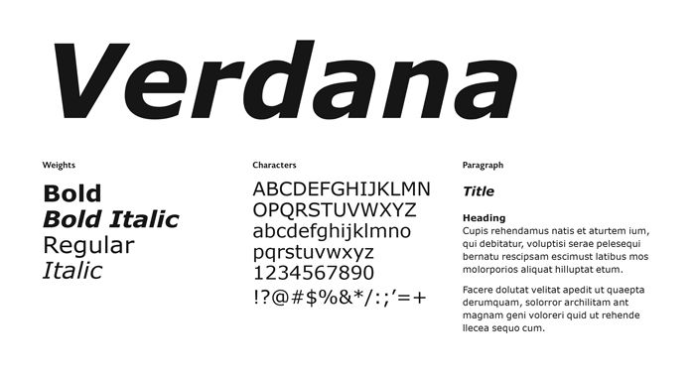 Verdana
Weights
Bold
Bold Italic
Regular
Italic
Characters
ABCDEFGHIJKLMN
OPQRSTUVWXYZ
abcdefghijklmno
pqrstuvwxyz
1234567890
!?@#$%&*/:;’=+
Paragraph
Title
Heading
Cupis rehendamus natis et aturtem ium,
qui debitatur, voluptisi serae pelesequi
bernatu rescipsam escimust latibus mos
molorporios aliquat hilluptat etum.
Facere dolutat velitat apedit ut quaepta
derumquam, solorror architilam ant
magnam geni voloreri quid ut rehende
llecea sequo cum.